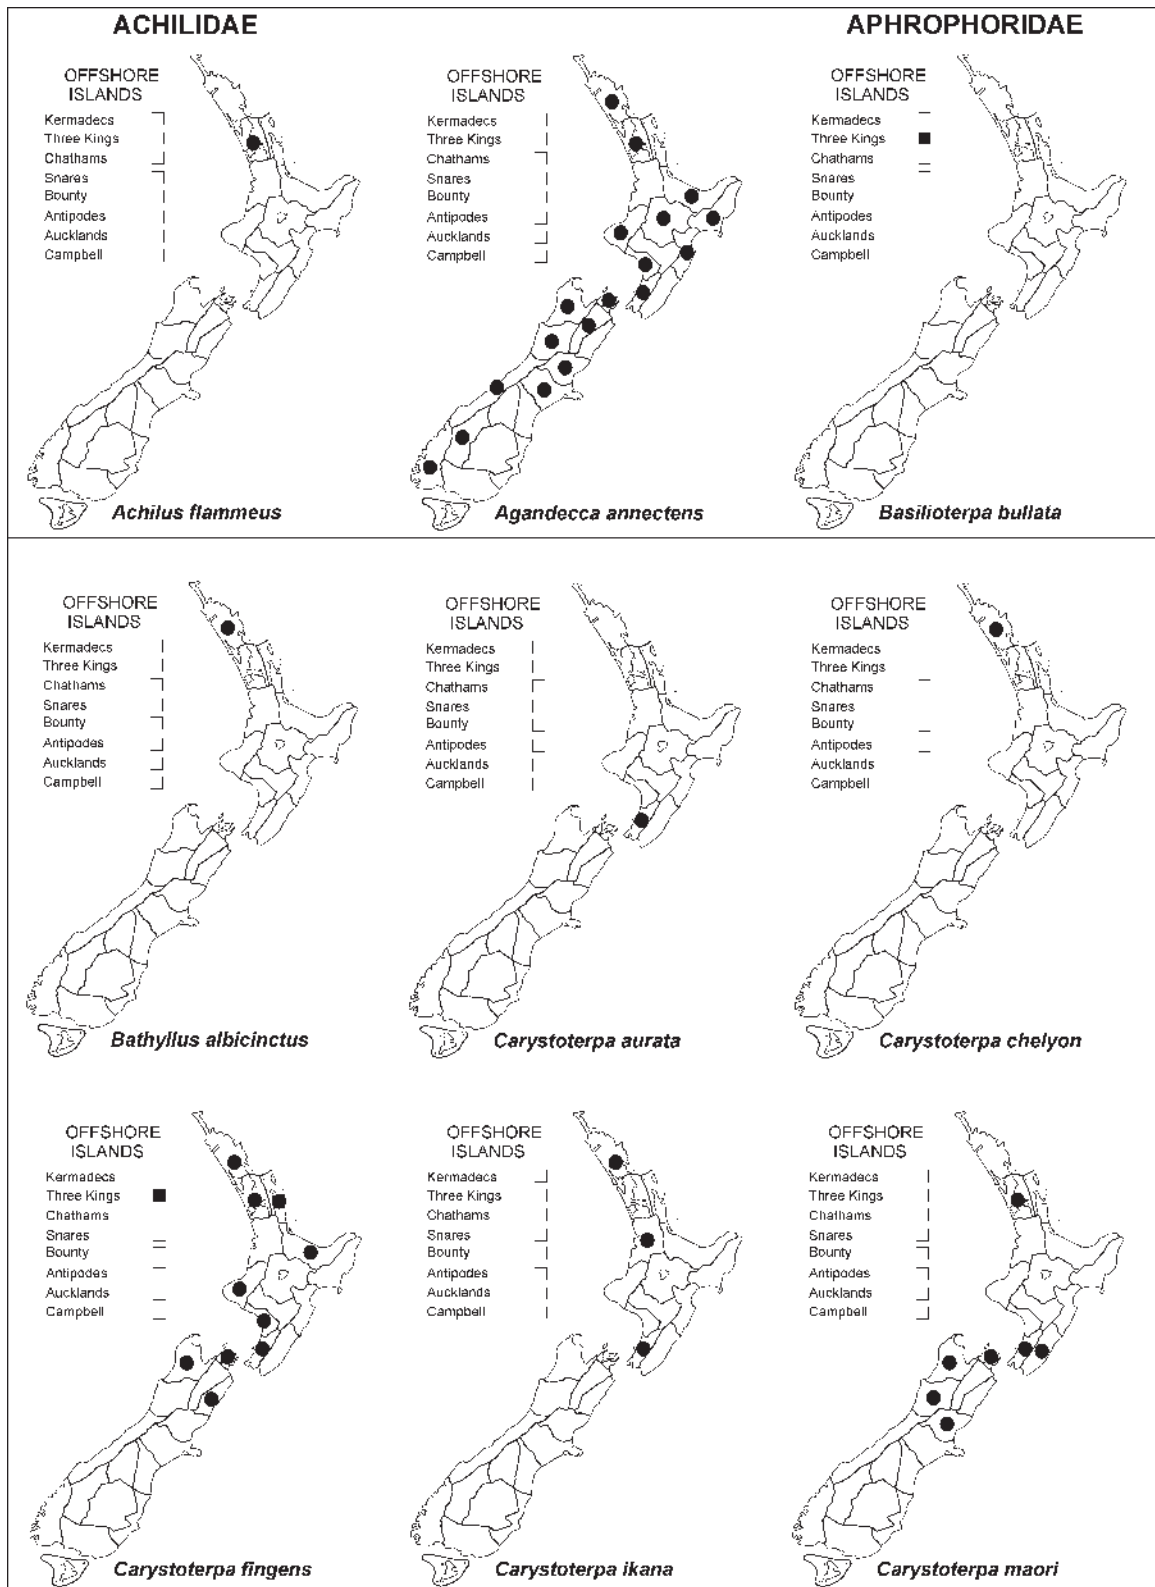 ACHILIDAE
APHROPHORIDAE
OFFSHORE
ISLANDS
Kermadecs
Three Kings
Chathams
Snares
Bounty
Antipodes
Aucklands
Campbell
Achilus flammeus
OFFSHORE
ISLANDS
Kermadecs
Three Kings
Chathams
Snares
Bounty
Antipodes
Aucklands
Campbell
Agandecca annectens
OFFSHORE
ISLANDS
Kermadecs
Three Kings
Chathams
Snares
Bounty
Antipodes
Aucklands
Campbell
Basilioterpa bullata
OFFSHORE
ISLANDS
Kermadecs
Three Kings
Chathams
Snares
Bounty
Antipodes
Aucklands
Campbell
Bathyllus albicinctus
OFFSHORE
ISLANDS
Kermadecs
Three Kings
Chathams
Snares
Bounty
Antipodes
Aucklands
Campbell
Carystoterpa aurata
OFFSHORE
ISLANDS
Kermadecs
Three Kings
Chathams
Snares
Bounty
Antipodes
Aucklands
Campbell
Carystoterpa chelyon
OFFSHORE
ISLANDS
Kermadecs
Three Kings
Chathams
Snares
Bounty
Antipodes
Aucklands
Campbell
Carystoterpa fingens
OFFSHORE
ISLANDS
Kermadecs
Three Kings
Chathams
Snares
Bounty
Antipodes
Aucklands
Campbell
Carystoterpa ikana
OFFSHORE
ISLANDS
Kermadecs
Three Kings
Chathams
Snares
Bounty
Antipodes
Aucklands
Campbell
Carystoterpa maori